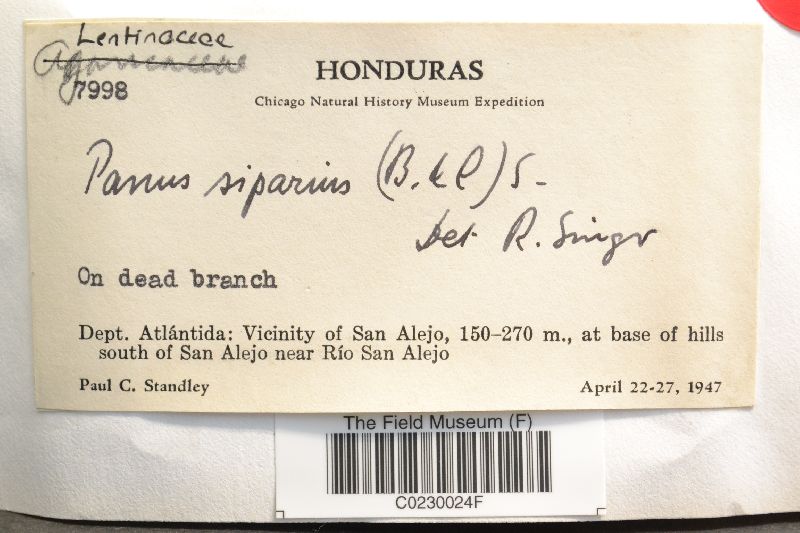 Lentinaceae
Agaricaceae
7998
HONDURAS
Chicago Natural History Museum Expedition
Panus siparius (B. & C) S-
Det R. Singer
On dead branch
Dept. Atlántida: Vicinity of San Alejo, 150–270 m., at base of hills
south of San Alejo near Río San Alejo
Paul C. Standley
April 22-27, 1947
The Field Museum (F)
C0230024F